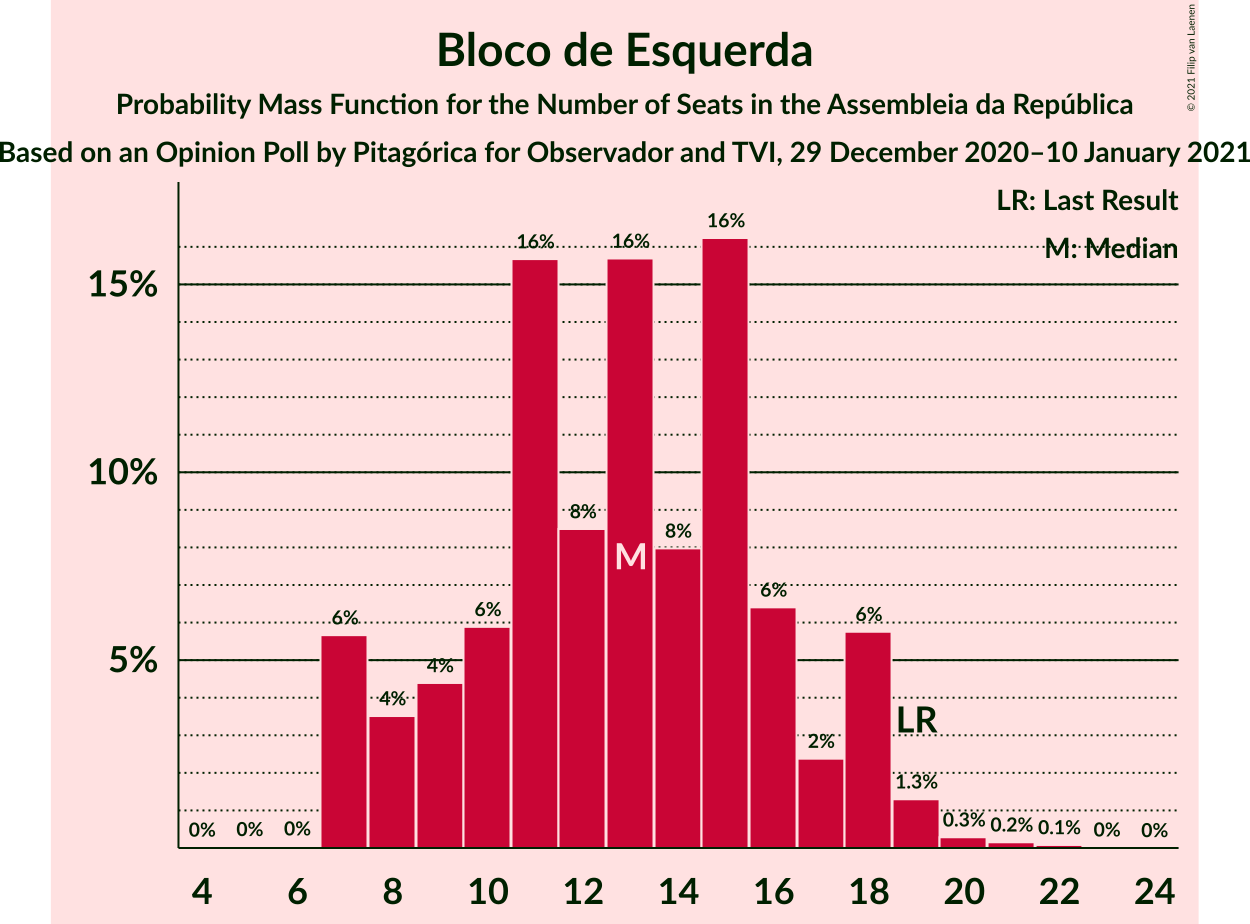 Bloco de Esquerda
Probability Mass Function for the Number of Seats in the Assembleia da República
Based on an Opinion Poll by Pitagórica for Observador and TVI, 29 December 2020–10 January 2021
© 2021 Filip van Laenen
LR: Last Result
M: Median
15%
10%
5%
0%
0%
0%
6%
4%
4%
6%
16%
8%
16%
8%
16%
6%
2%
6%
1.3%
0.3%
0.2%
0.1%
0%
0%
M
LR
4 6 8 10 12 14 16 18 20 22 24